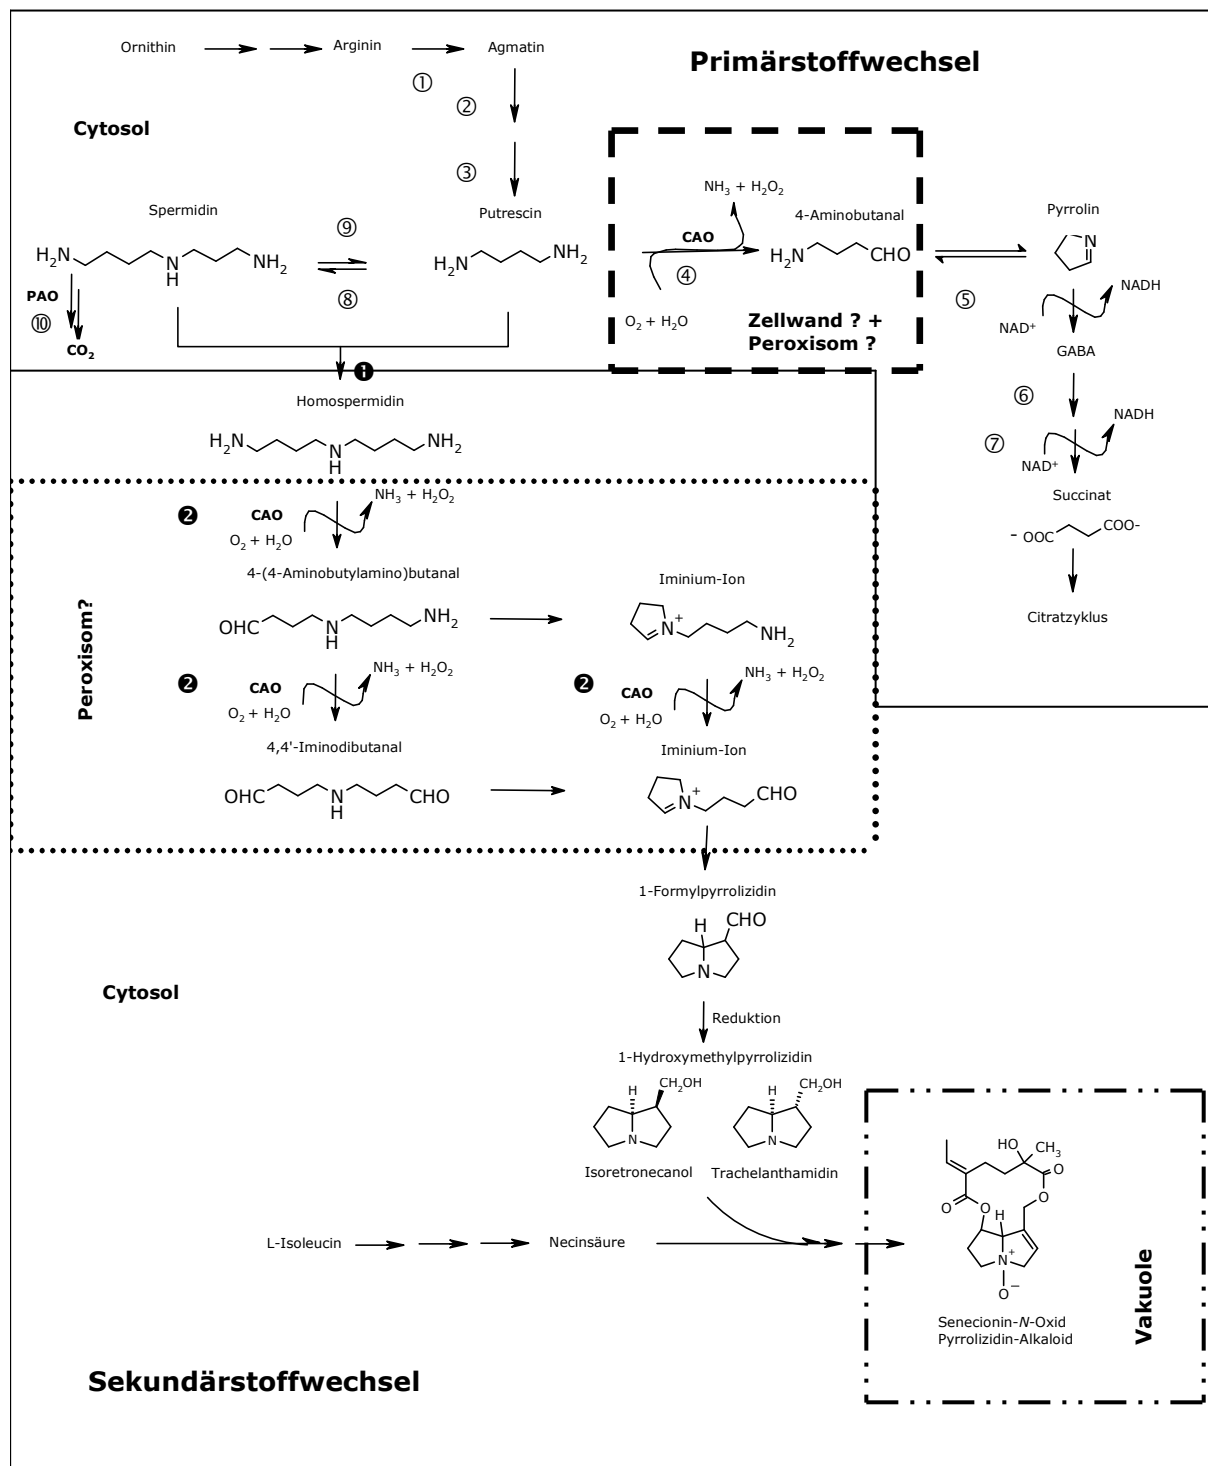 Ornithin
Arginin
Agmatin
Primärstoffwechsel
①
②
Cytosol
③
NH3 + H2O2
Spermidin
Putrescin
4-Aminobutanal
Pyrrolin
⑨
CAO
N
H2N
N
H
NH2
H2N
NH2
H2N
CHO
④
NADH
PAO
⑧
⑤
⑩
O2 + H2O
Zellwand ? +
Peroxisom ?
NAD+
CO2
GABA
❶
Homospermidin
⑥
NADH
H2N
N
H
NH2
⑦
NAD+
❷
CAO
NH3 + H2O2
O2 + H2O
Succinat
- OOC
COO-
4-(4-Aminobutylamino)butanal
Iminium-Ion
Citratzyklus
Peroxisom?
OHC
N
H
NH2
N+
NH2
❷
CAO
NH3 + H2O2
O2 + H2O
❷
CAO
NH3 + H2O2
O2 + H2O
4,4'-Iminodibutanal
Iminium-Ion
OHC
N
H
CHO
N+
CHO
1-Formylpyrrolizidin
H
CHO
N
Cytosol
Reduktion
1-Hydroxymethylpyrrolizidin
H
CH2OH
N
H
CH2OH
N
Isoretronecanol
Trachelanthamidin
HO
CH3
O
O
O
O
H
N+
O−
L-Isoleucin
Necinsäure
Vakuole
Senecionin-N-Oxid
Pyrrolizidin-Alkaloid
Sekundärstoffwechsel